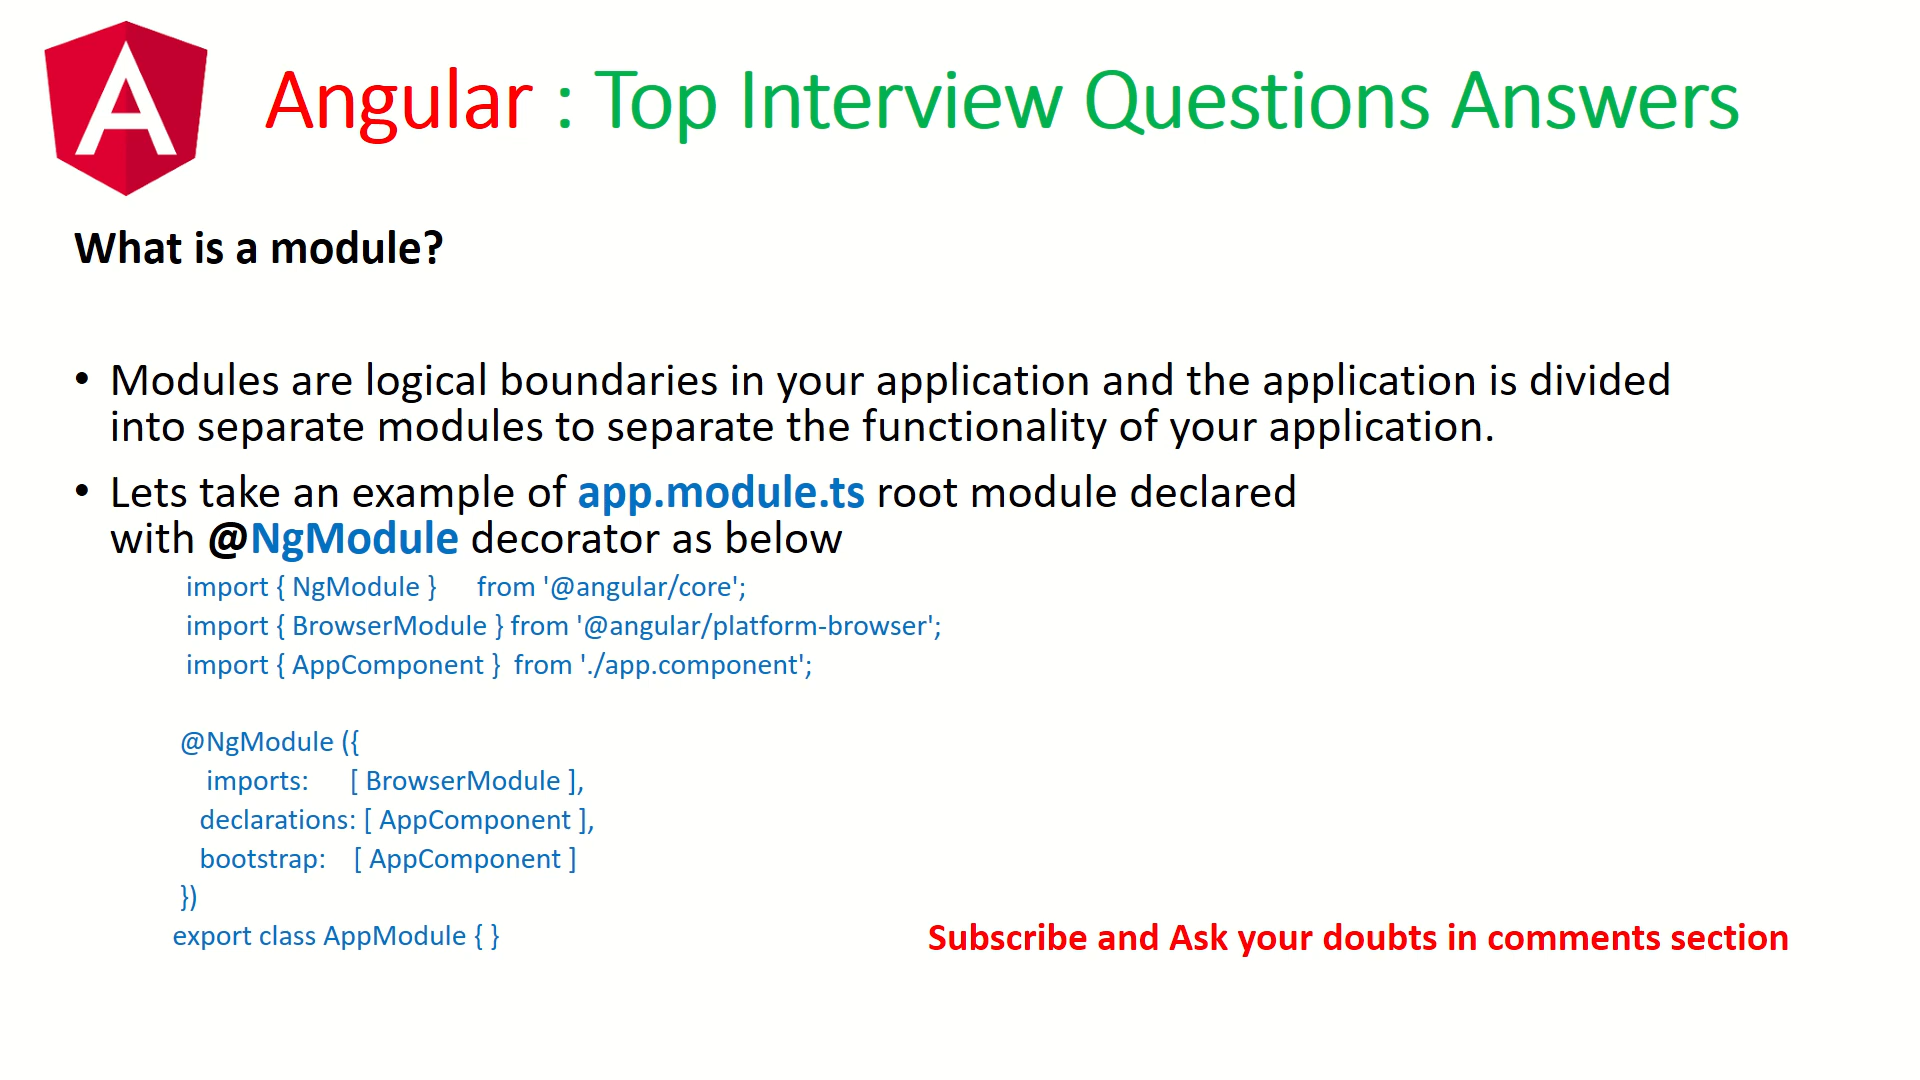 Angular : Top Interview Questions Answers
What is a module?
• Modules are logical boundaries in your application and the application is divided
into separate modules to separate the functionality of your application.
• Lets take an example of app.module.ts root module declared
with @NgModule decorator as below
import { NgModule }      from '@angular/core';
import { BrowserModule } from '@angular/platform-browser';
import { AppComponent }  from './app.component';
@NgModule ({
imports:      [ BrowserModule ],
declarations: [ AppComponent ],
bootstrap:    [ AppComponent ]
})
export class AppModule { }
Subscribe and Ask your doubts in comments section